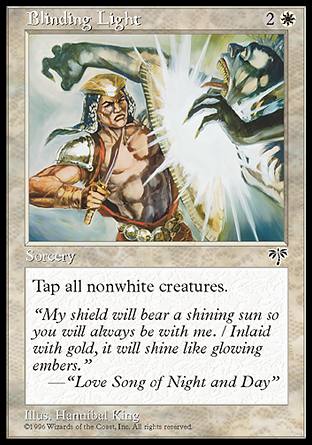 Blinding Light 2
Sorcery
Tap all nonwhite creatures.
“My shield will bear a shining sun so
you will always be with me. / Inlaid
with gold, it will shine like glowing
embers.”
—“Love Song of Night and Day”
Illus. Hannibal King
©1996 Wizards of the Coast, Inc. All rights reserved.